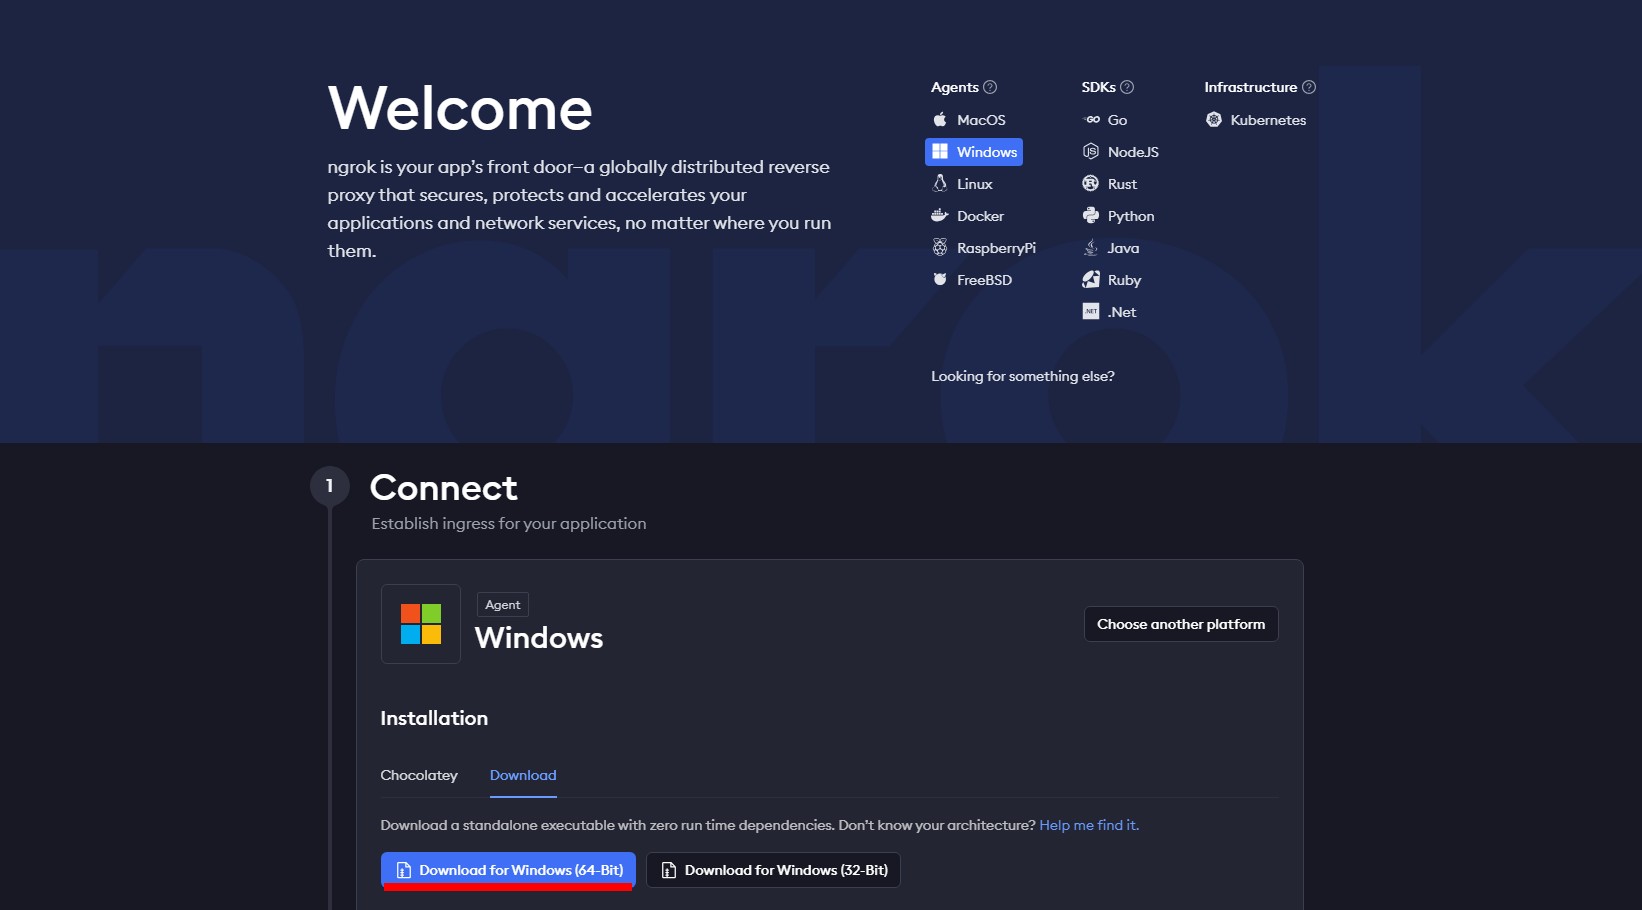 Welcome
ngrok is your app's front door—a globally distributed reverse
proxy that secures, protects and accelerates your
applications and network services, no matter where you run
them.
Agents
MacOS
Windows
Linux
Docker
RaspberryPi
FreeBSD
SDKs
Go
NodeJS
Rust
Python
Java
Ruby
.Net
Infrastructure
Kubernetes
Looking for something else?
ngrok
1
Connect
Establish ingress for your application
Agent
Windows
Choose another platform
Installation
Chocolatey
Download
Download a standalone executable with zero run time dependencies. Don't know your architecture? Help me find it.
Download for Windows (64-Bit)
Download for Windows (32-Bit)